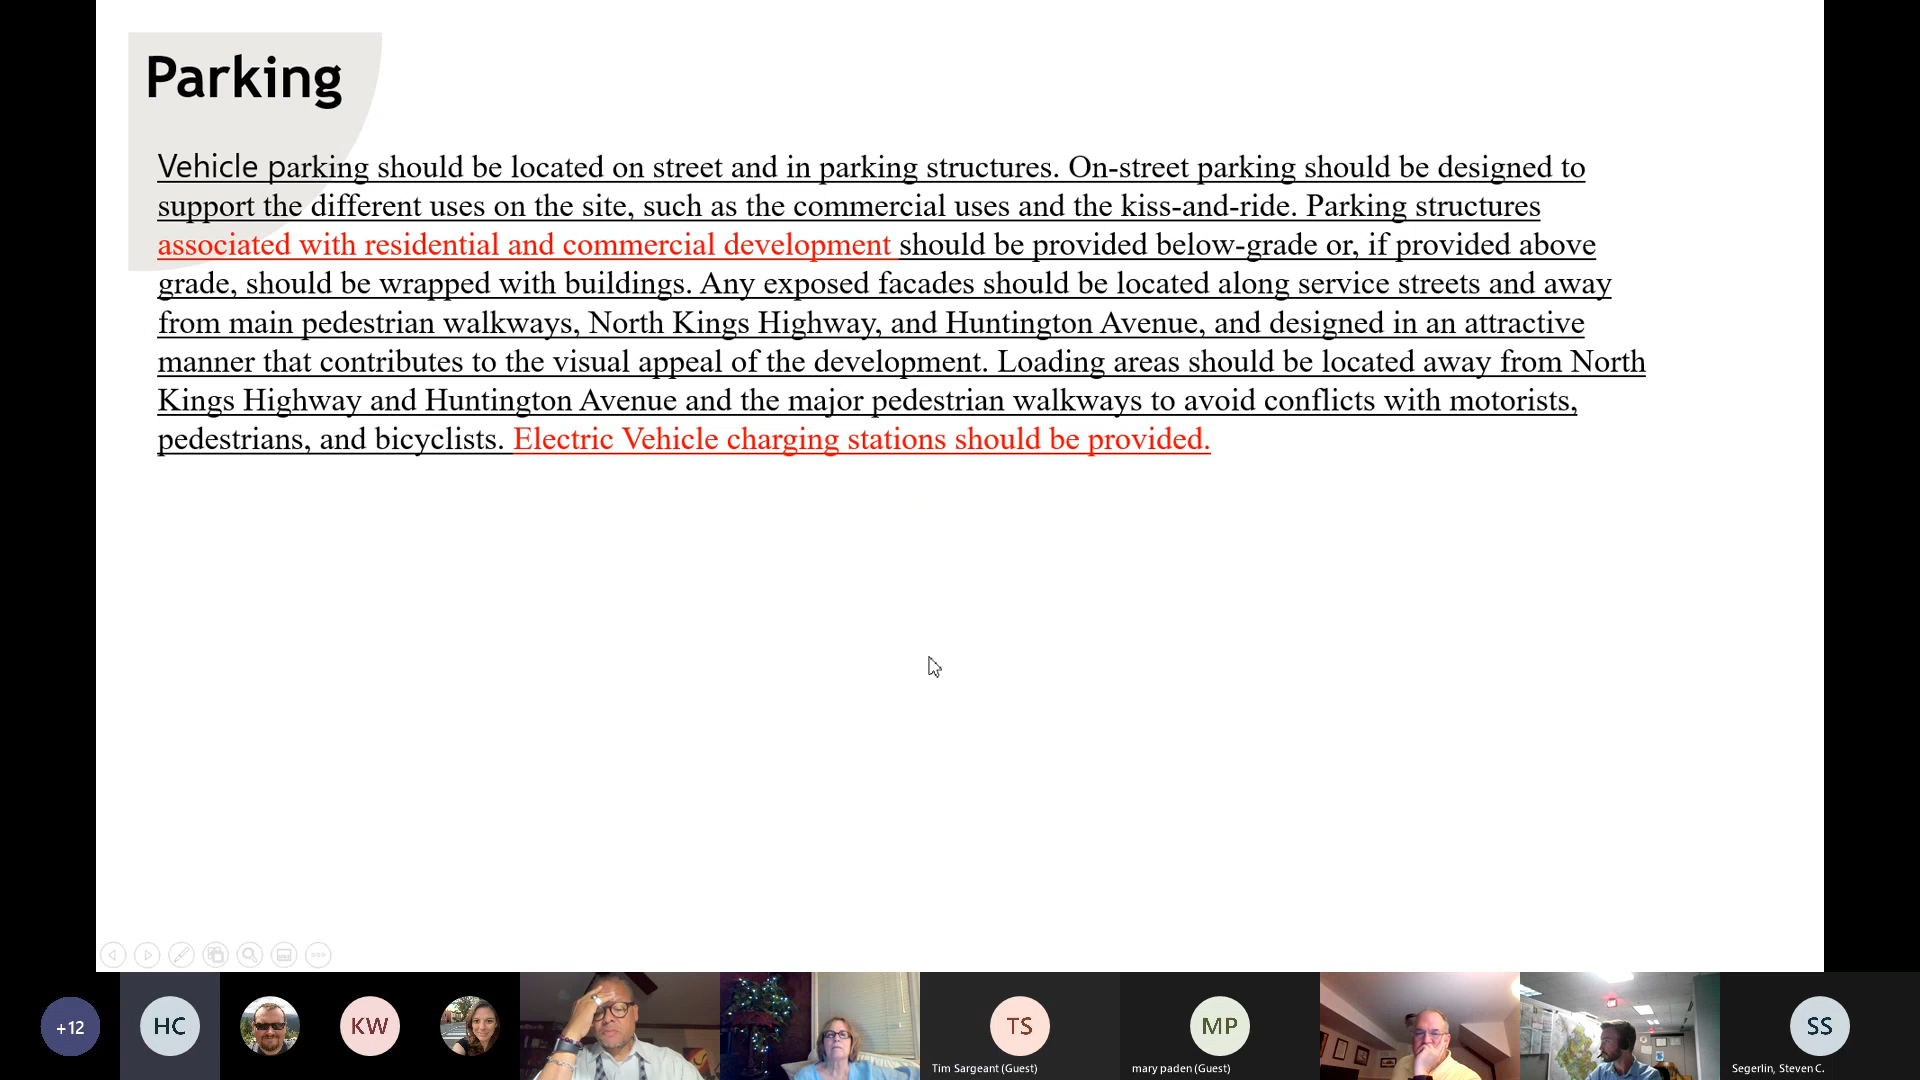 Parking
Vehicle parking should be located on street and in parking structures. On-street parking should be designed to
support the different uses on the site, such as the commercial uses and the kiss-and-ride. Parking structures
associated with residential and commercial development should be provided below-grade or, if provided above
grade, should be wrapped with buildings. Any exposed facades should be located along service streets and away
from main pedestrian walkways, North Kings Highway, and Huntington Avenue, and designed in an attractive
manner that contributes to the visual appeal of the development. Loading areas should be located away from North
Kings Highway and Huntington Avenue and the major pedestrian walkways to avoid conflicts with motorists,
pedestrians, and bicyclists. Electric Vehicle charging stations should be provided.
+12
HC
KW
TS
Tim Sargeant (Guest)
MP
mary paden (Guest)
SS
Segerlin, Steven C.